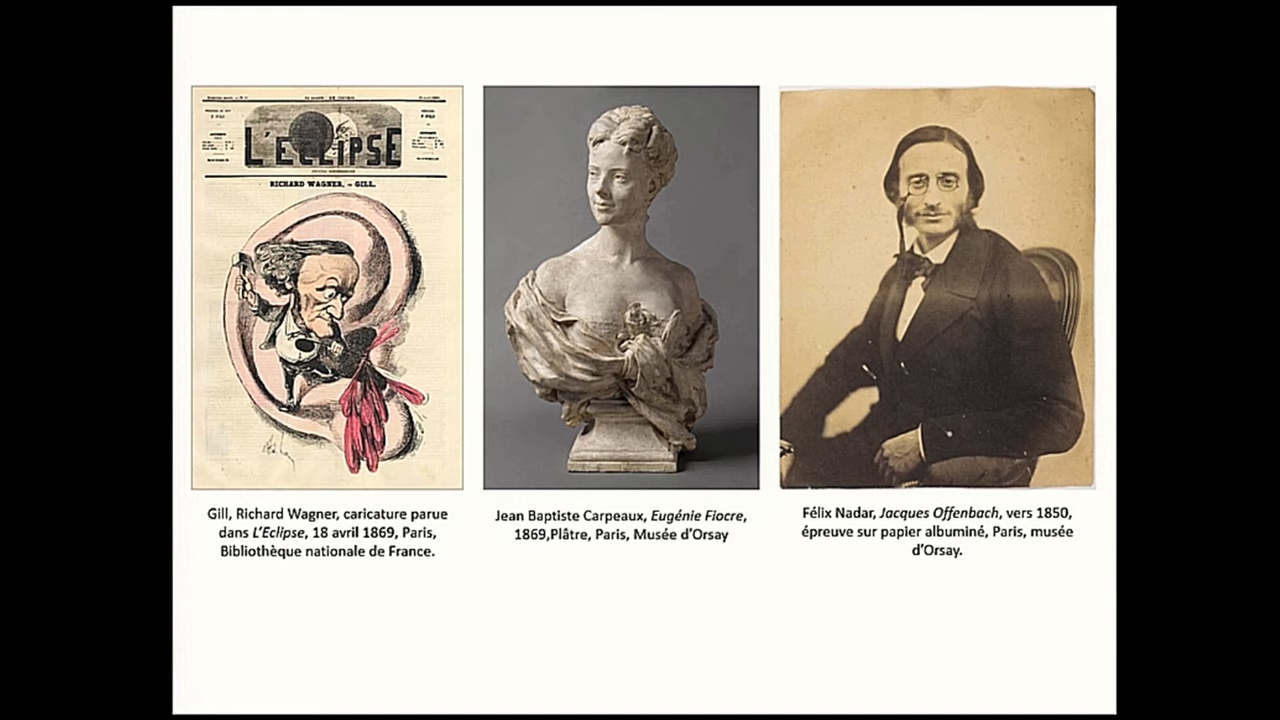 L'ECLIPSE
RICHARD WAGNER, – GILL.
Gill, Richard Wagner, caricature parue
dans L'Eclipse, 18 avril 1869, Paris,
Bibliothèque nationale de France.
Jean Baptiste Carpeaux, Eugénie Fiocre,
1869,Plâtre, Paris, Musée d'Orsay
Félix Nadar, Jacques Offenbach, vers 1850,
épreuve sur papier albuminé, Paris, musée
d'Orsay.